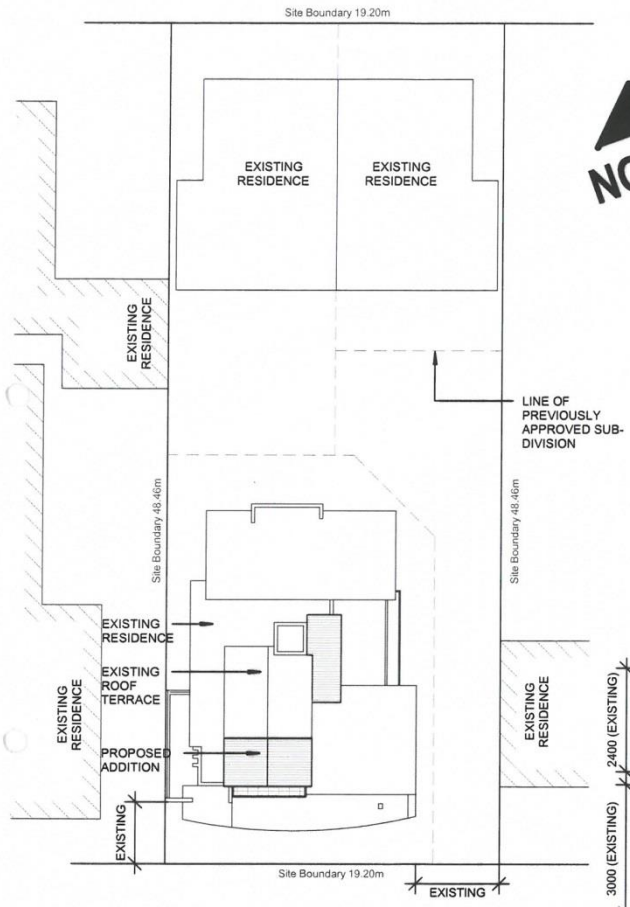 Site Boundary 19.20m
EXISTING
RESIDENCE
EXISTING
RESIDENCE
NO
EXISTING
RESIDENCE
LINE OF
PREVIOUSLY
APPROVED SUB-
DIVISION
Site Boundary 48.46m
Site Boundary 48.46m
EXISTING
RESIDENCE
EXISTING
ROOF
TERRACE
PROPOSED
ADDITION
EXISTING
RESIDENCE
EXISTING
RESIDENCE
2400 (EXISTING)
3000 (EXISTING)
EXISTING
Site Boundary 19.20m
EXISTING